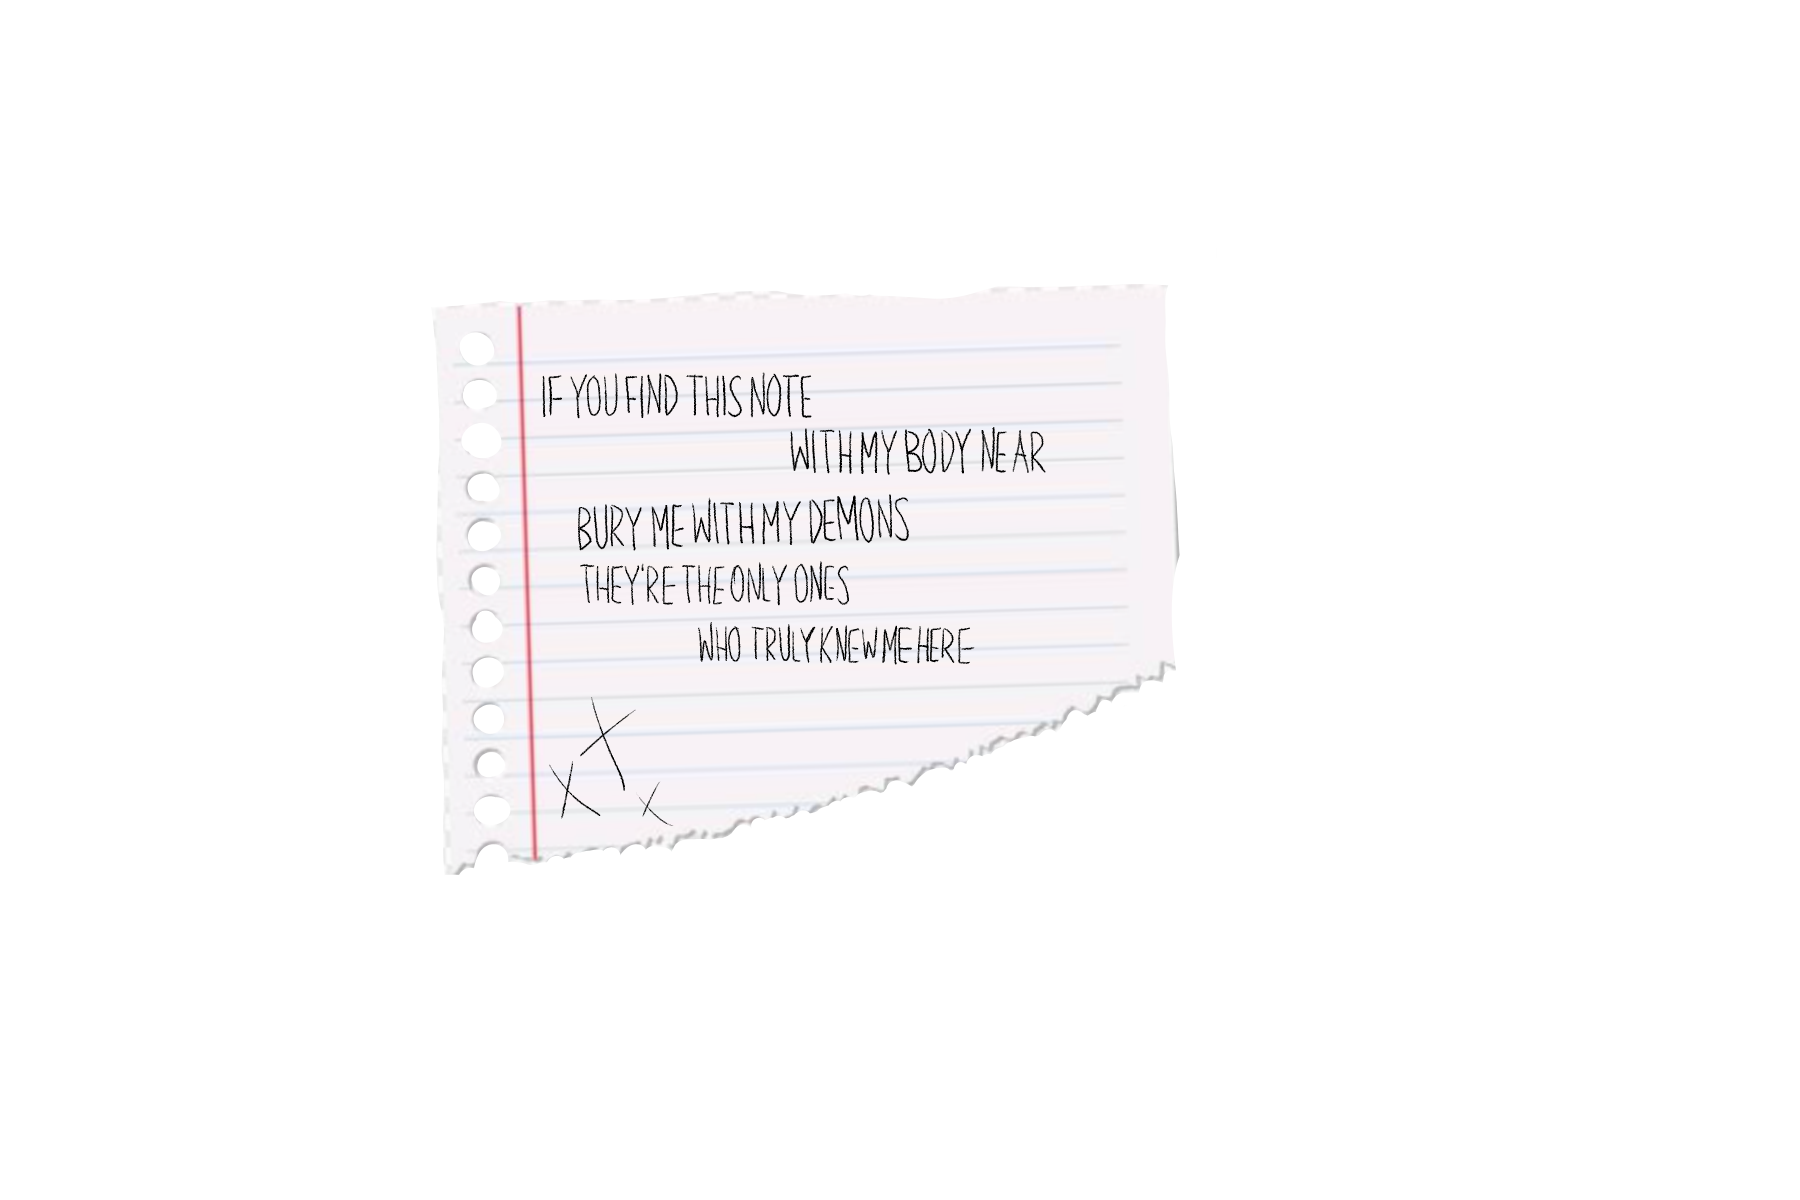 IF YOU FIND THIS NOTE
WITH MY BODY NEAR
BURY ME WITH MY DEMONS
THEY'RE THE ONLY ONES
WHO TRULY KNEW ME HERE
X
X
X